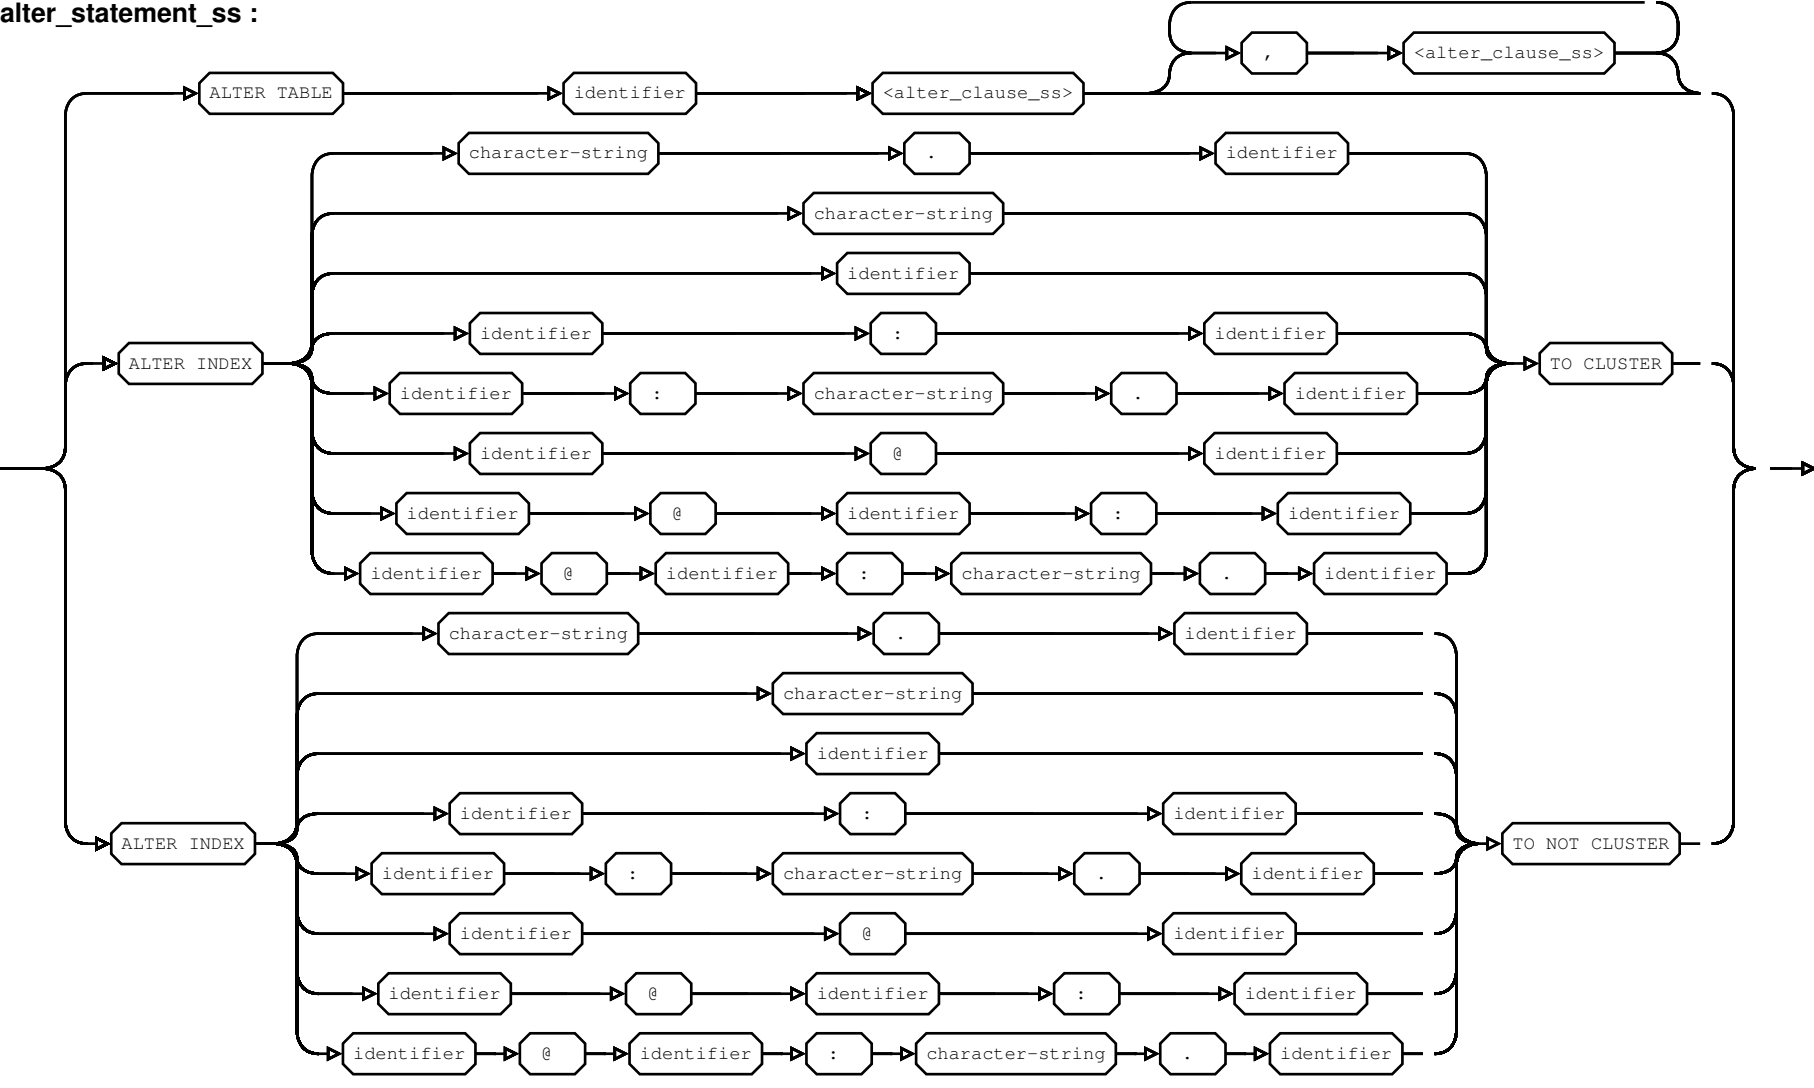 alter_statement_ss :
, <alter_clause_ss>
ALTER TABLE identifier <alter_clause_ss>
character-string . identifier
character-string
identifier
identifier : identifier
ALTER INDEX TO CLUSTER
identifier : character-string . identifier
identifier @ identifier
identifier @ identifier : identifier
identifier @ identifier : character-string . identifier
character-string . identifier
character-string
identifier
identifier : identifier
ALTER INDEX TO NOT CLUSTER
identifier : character-string . identifier
identifier @ identifier
identifier @ identifier : identifier
identifier @ identifier : character-string . identifier